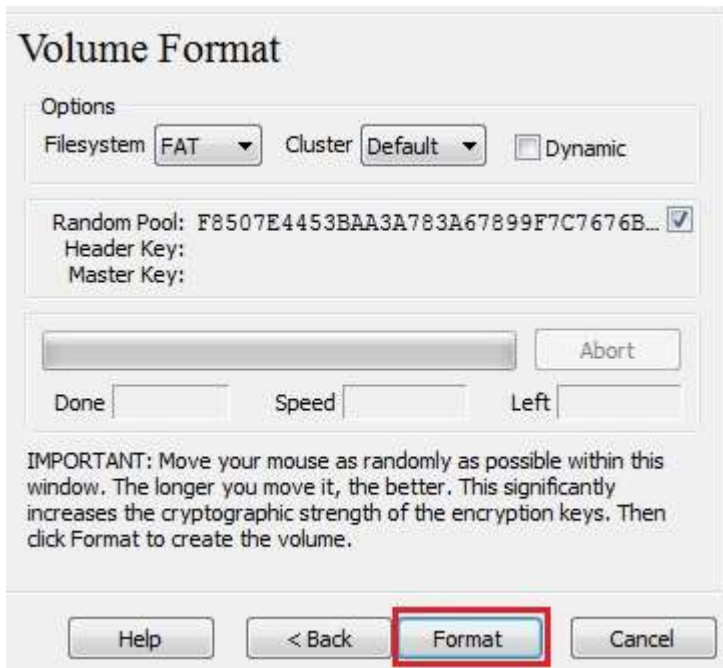 Volume Format
Options
Filesystem FAT Cluster Default Dynamic
Random Pool: F8507E4453BAA3A783A67899F7C7676B...
Header Key:
Master Key:
Abort
Done Speed Left
IMPORTANT: Move your mouse as randomly as possible within this
window. The longer you move it, the better. This significantly
increases the cryptographic strength of the encryption keys. Then
click Format to create the volume.
Help < Back Format Cancel